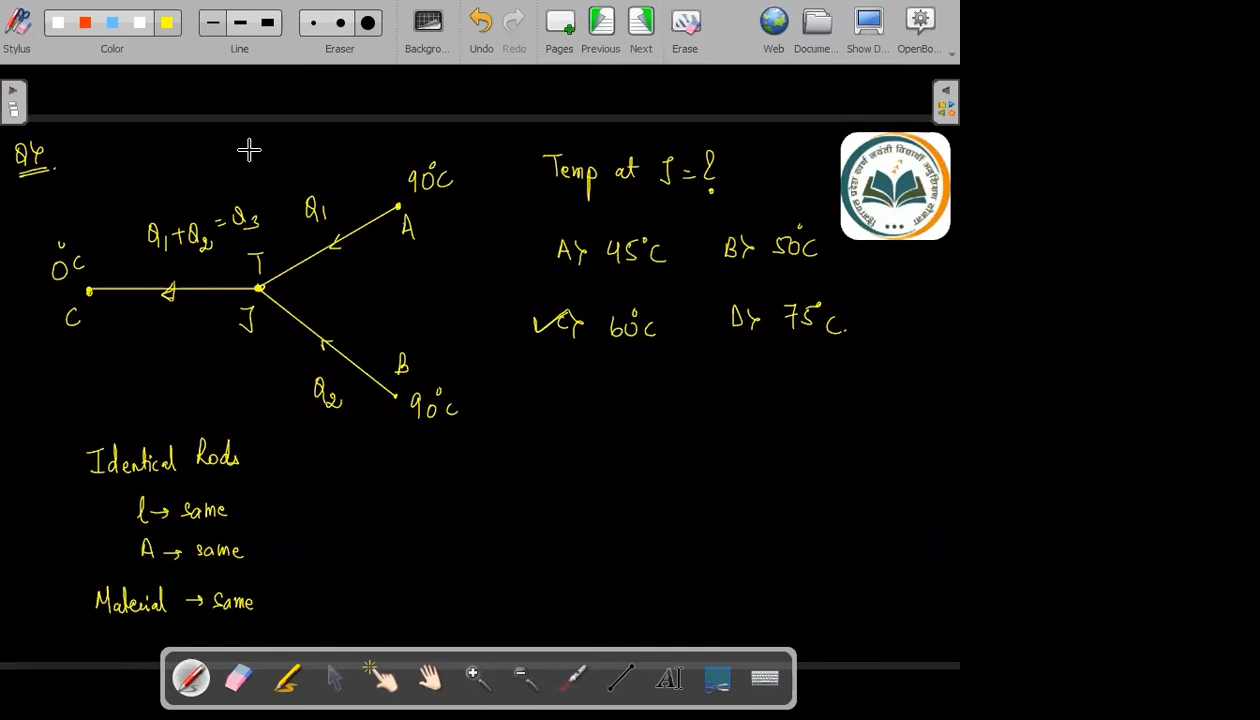 Stylus
Color
Line
Eraser
Backgro...
Undo
Redo
Pages
Previous
Next
Erase
Web
Docume...
Show D...
OpenBo...
Q4.
Temp at J = ?
A> 45°C B> 50°C
C> 60°C D> 75°C.
90°C
A
Q1
Q1+Q2 = Q3
0°C
C
T
J
B
90°C
Q2
Identical Rods
l → same
A → same
Material → same
AI